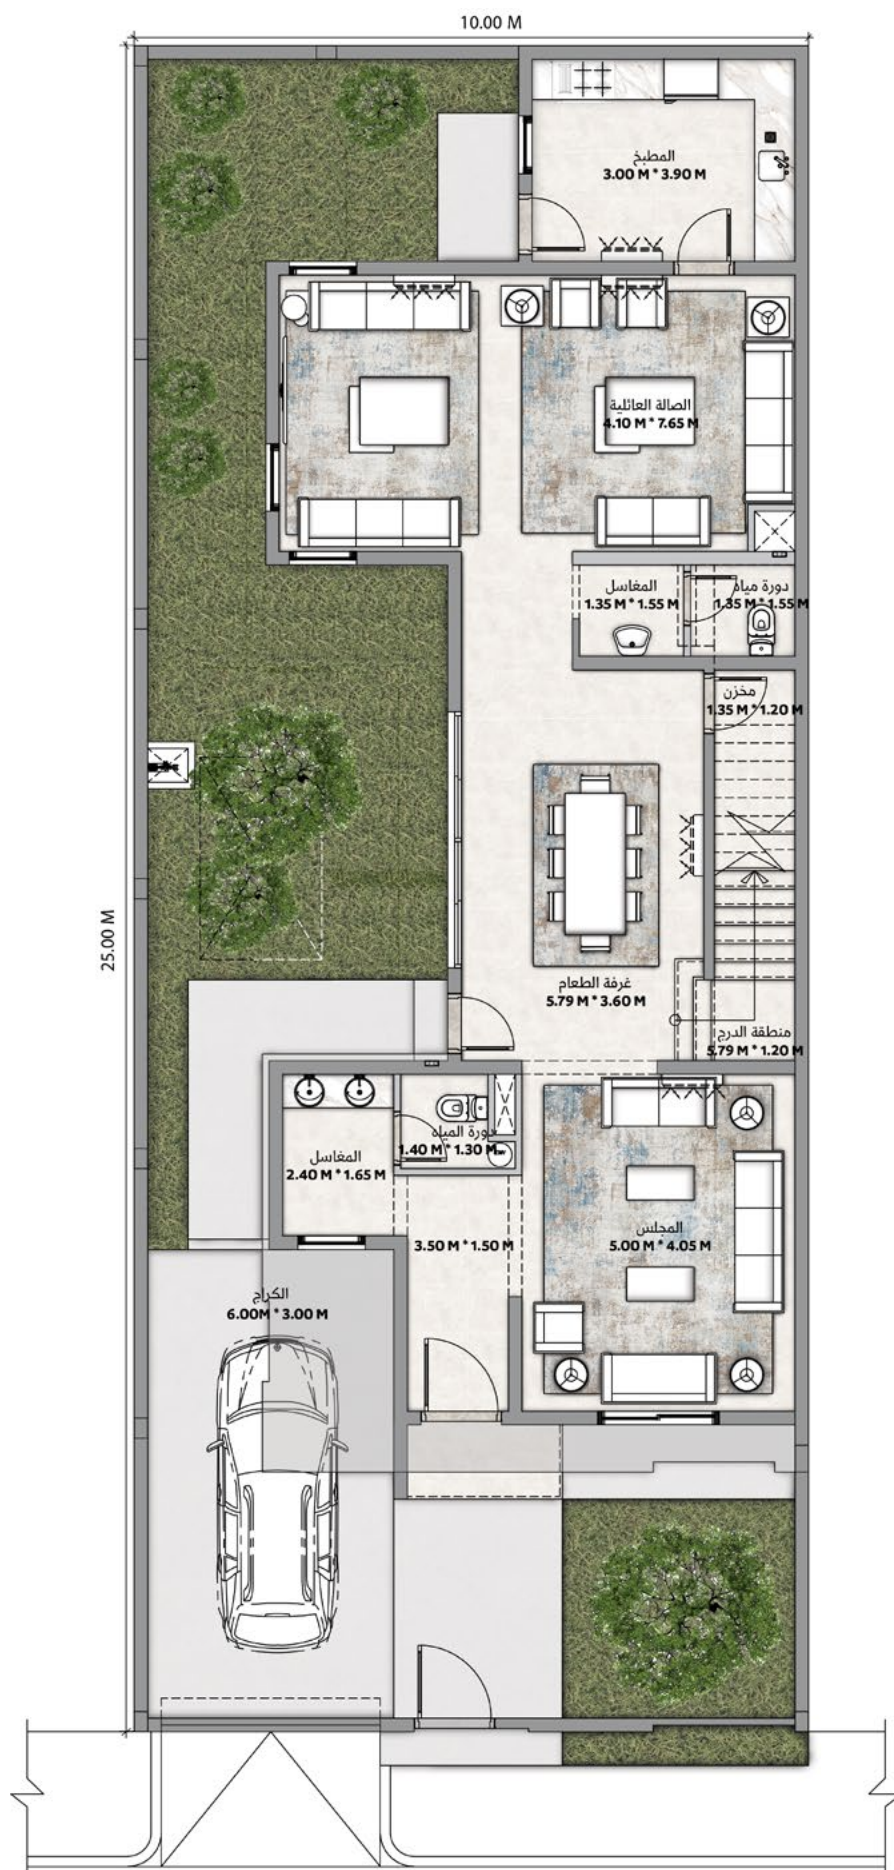 10.00 M
المطبخ
3.00 M * 3.90 M
الصالة العائلية
4.10 M * 7.65 M
المغاسل
1.35 M * 1.55 M
دورة مياه
1.35 M * 1.55 M
مخزن
1.35 M * 1.20 M
25.00 M
غرفة الطعام
5.79 M * 3.60 M
منطقة الدرج
5.79 M * 1.20 M
دورة المياه
1.40 M * 1.30 M
المغاسل
2.40 M * 1.65 M
المجلس
5.00 M * 4.05 M
3.50 M * 1.50 M
الكراج
6.00M * 3.00 M